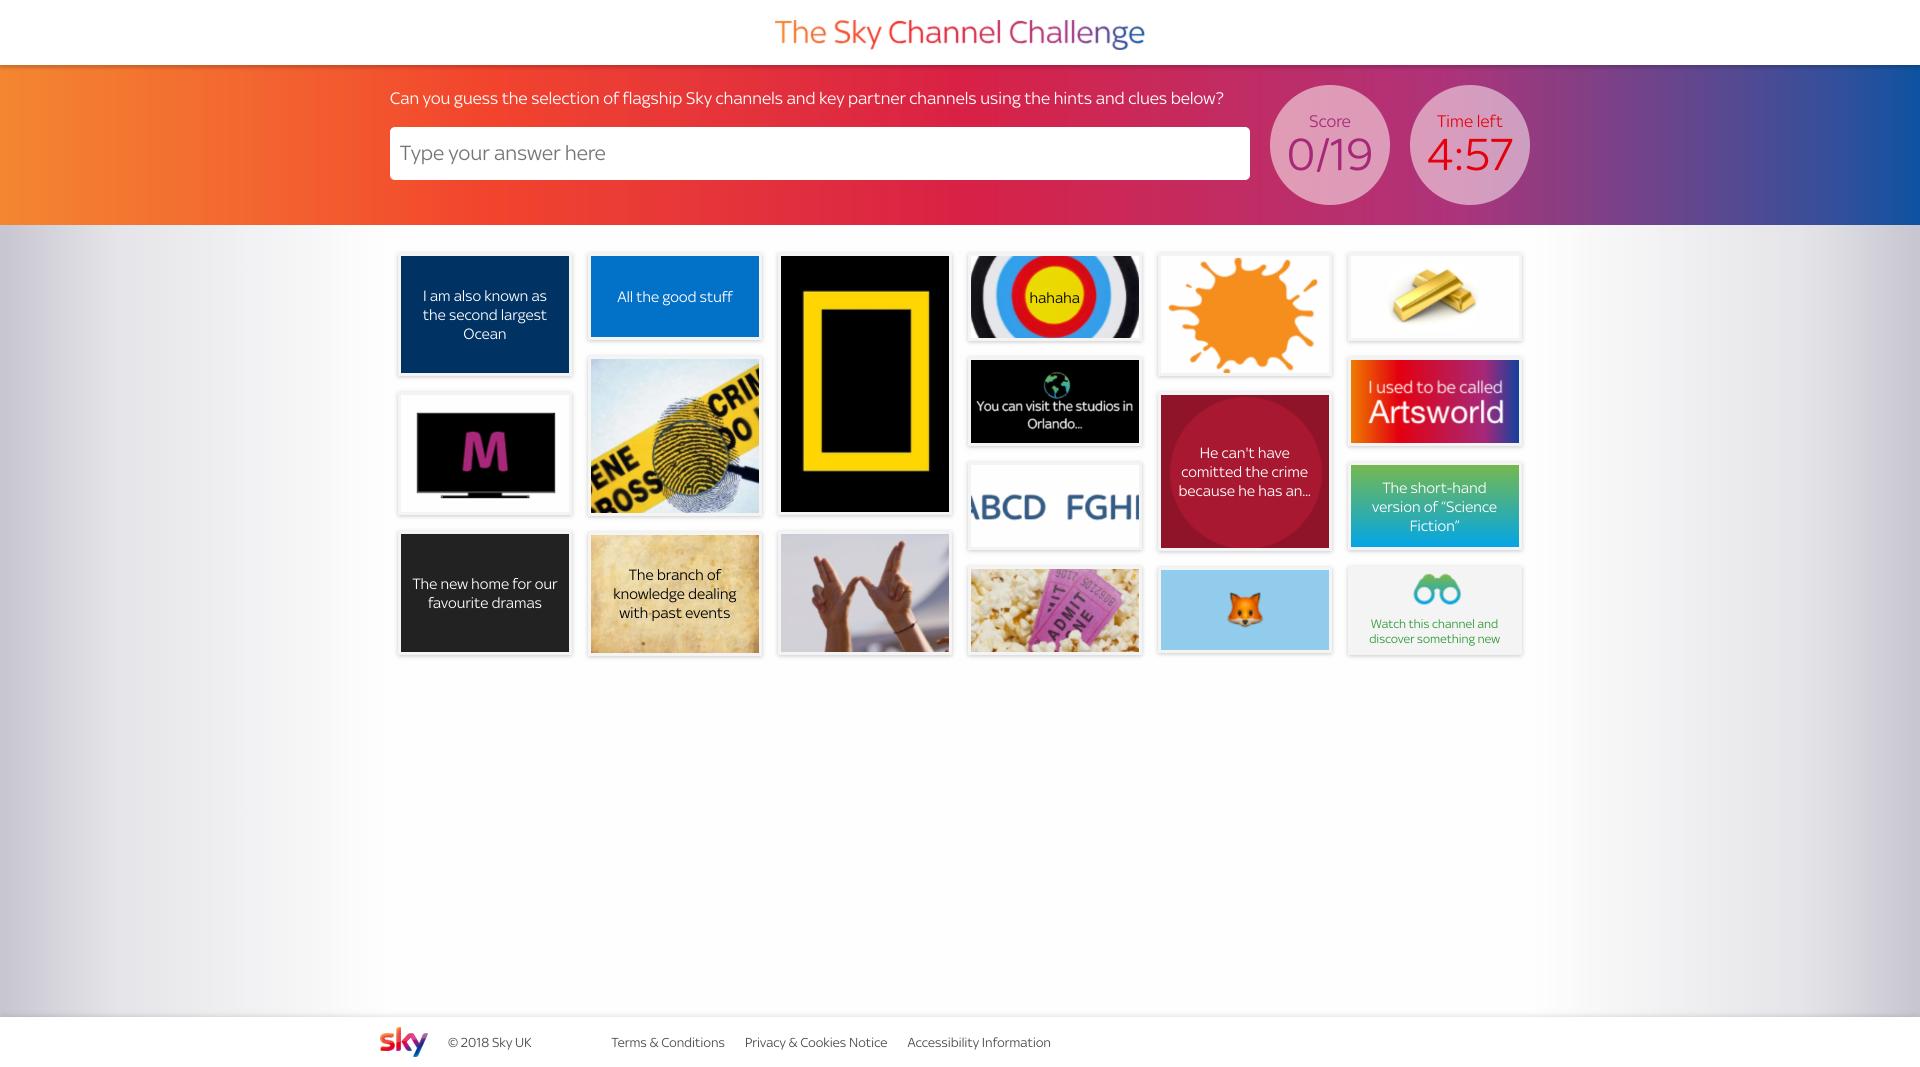 The Sky Channel Challenge
Can you guess the selection of flagship Sky channels and key partner channels using the hints and clues below?
Type your answer here
Score
0/19
Time left
4:57
I am also known as
the second largest
Ocean
All the good stuff
hahaha
I used to be called
Artsworld
You can visit the studios in
Orlando...
M
CRIM
DO
ENE
ROSS
He can't have
comitted the crime
because he has an...
ABCD FGHI
The short-hand
version of "Science
Fiction"
The new home for our
favourite dramas
The branch of
knowledge dealing
with past events
ADMIT
NE
Watch this channel and
discover something new
sky
© 2018 Sky UK
Terms & Conditions
Privacy & Cookies Notice
Accessibility Information